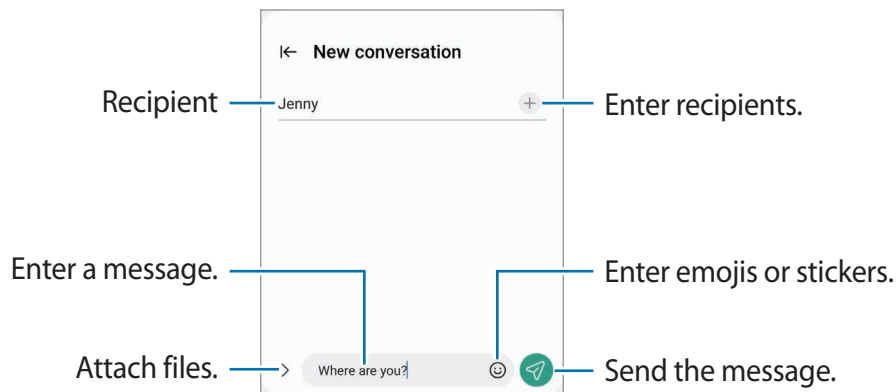 New conversation
Recipient
Jenny
Enter recipients.
Enter a message.
Enter emojis or stickers.
Attach files.
Where are you?
Send the message.